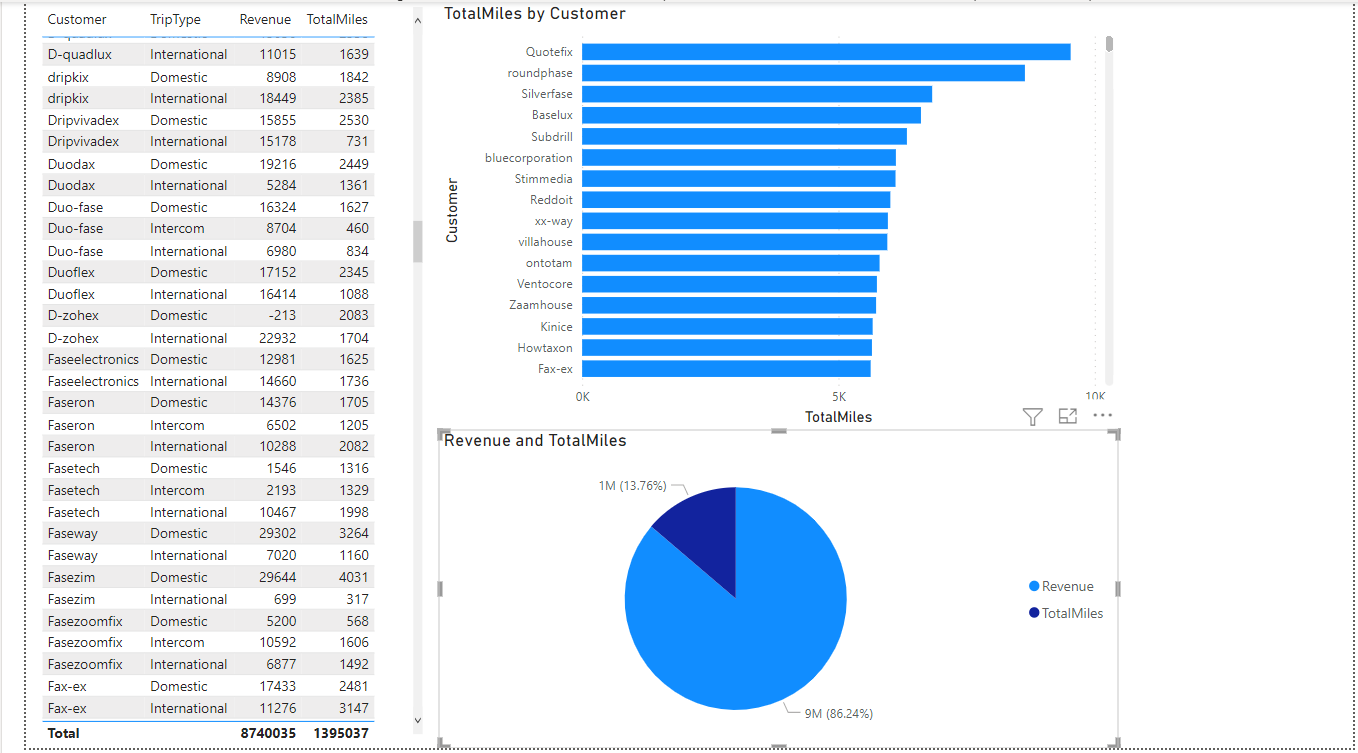 Customer TripType Revenue TotalMiles
D-quadlux International 11015 1639
dripkix Domestic 8908 1842
dripkix International 18449 2385
Dripvivadex Domestic 15855 2530
Dripvivadex International 15178 731
Duodax Domestic 19216 2449
Duodax International 5284 1361
Duo-fase Domestic 16324 1627
Duo-fase Intercom 8704 460
Duo-fase International 6980 834
Duoflex Domestic 17152 2345
Duoflex International 16414 1088
D-zohex Domestic -213 2083
D-zohex International 22932 1704
Faseelectronics Domestic 12981 1625
Faseelectronics International 14660 1736
Faseron Domestic 14376 1705
Faseron Intercom 6502 1205
Faseron International 10288 2082
Fasetech Domestic 1546 1316
Fasetech Intercom 2193 1329
Fasetech International 10467 1998
Faseway Domestic 29302 3264
Faseway International 7020 1160
Fasezim Domestic 29644 4031
Fasezim International 699 317
Fasezoomfix Domestic 5200 568
Fasezoomfix Intercom 10592 1606
Fasezoomfix International 6877 1492
Fax-ex Domestic 17433 2481
Fax-ex International 11276 3147
Total 8740035 1395037
TotalMiles by Customer
Customer
Quotefix
roundphase
Silverfase
Baselux
Subdrill
bluecorporation
Stimmedia
Reddoit
xx-way
villahouse
ontotam
Ventocore
Zaamhouse
Kinice
Howtaxon
Fax-ex
0K 5K 10K
TotalMiles
Revenue and TotalMiles
1M (13.76%)
9M (86.24%)
Revenue
TotalMiles